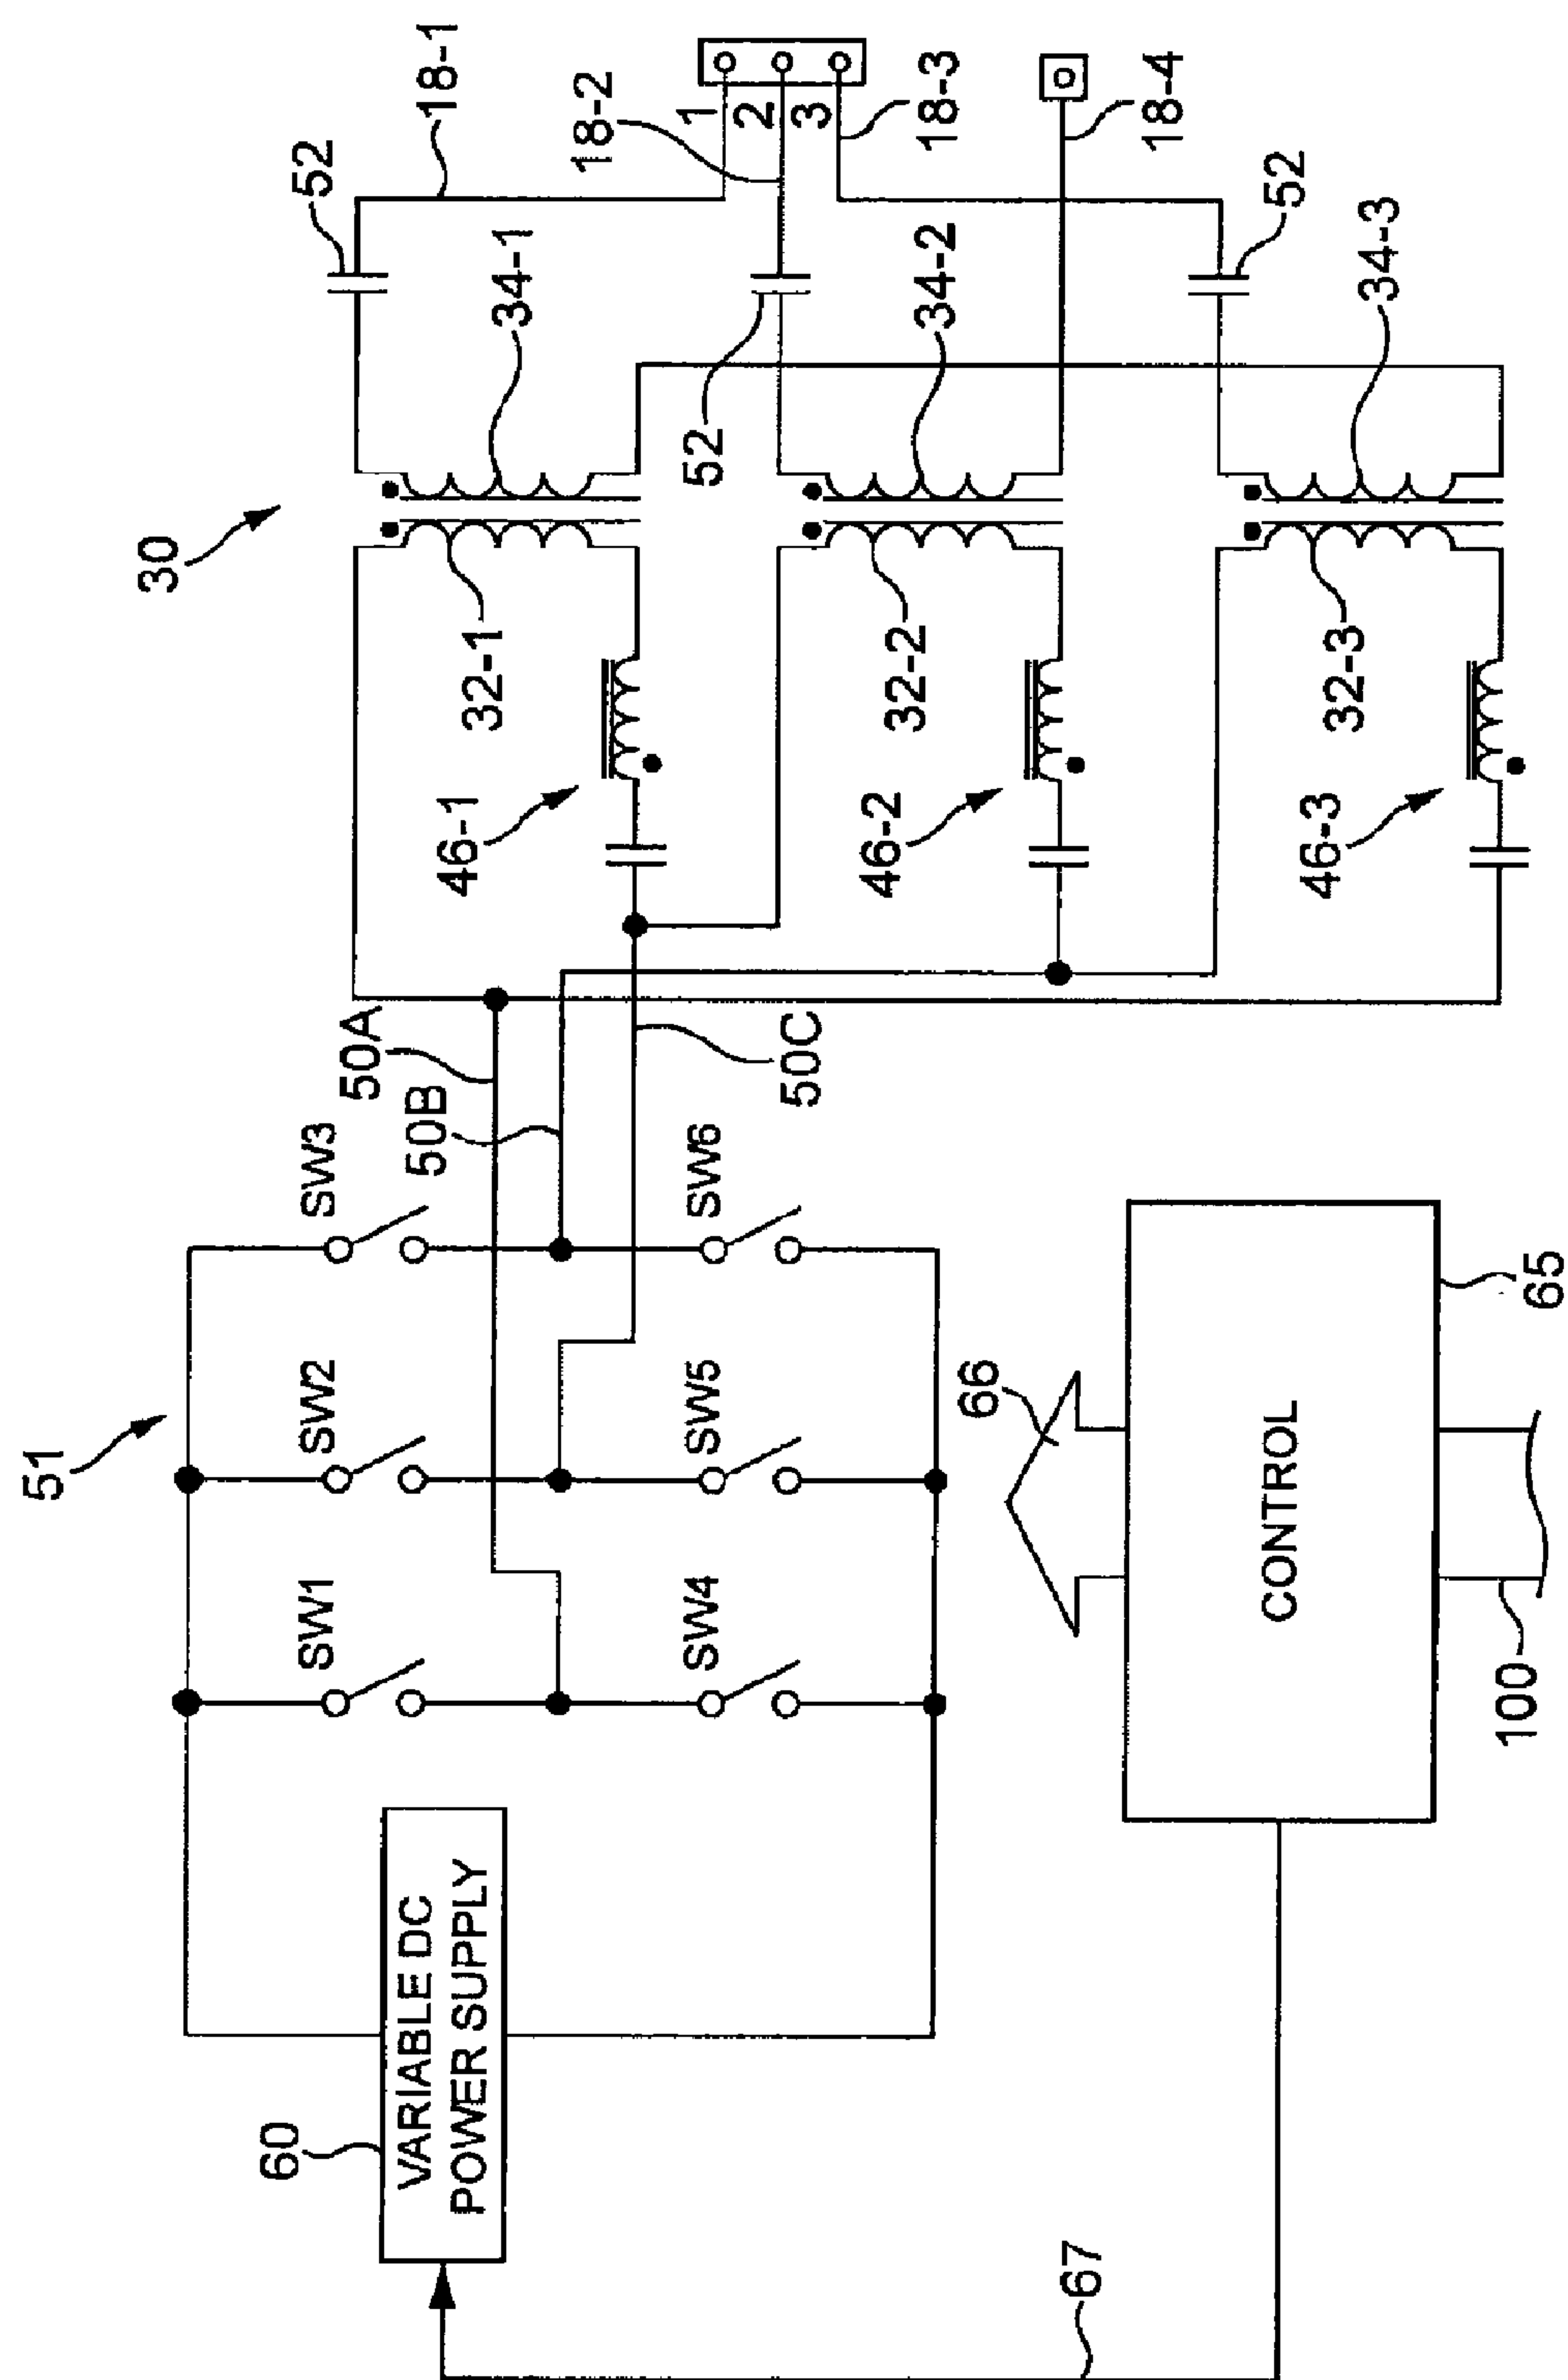 51
SW1
SW2
SW3
SW4
SW5
SW6
60
VARIABLE DC
POWER SUPPLY
67
66
CONTROL
65
100
50A
50B
50C
30
46-1
32-1
34-1
52
18-1
46-2
32-2
34-2
52
18-2
1
2
3
18-3
18-4
46-3
32-3
34-3
52